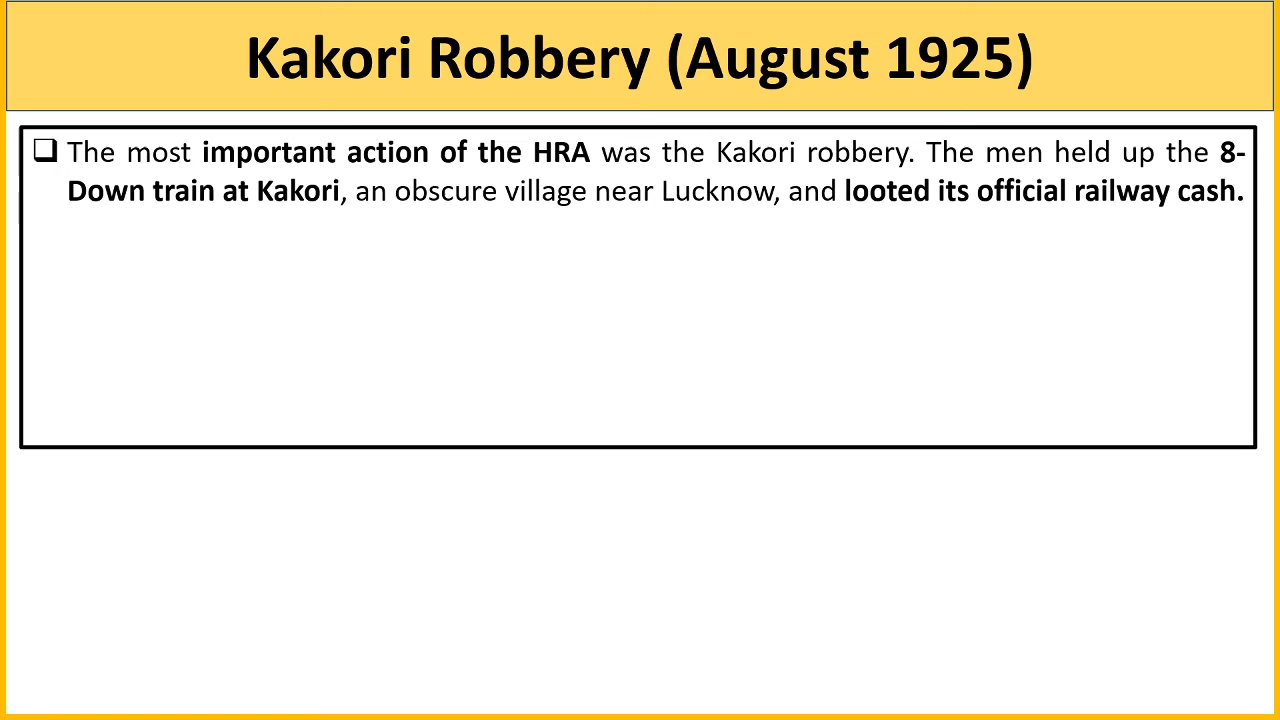 Kakori Robbery (August 1925)
❑ The most important action of the HRA was the Kakori robbery. The men held up the 8-
Down train at Kakori, an obscure village near Lucknow, and looted its official railway cash.